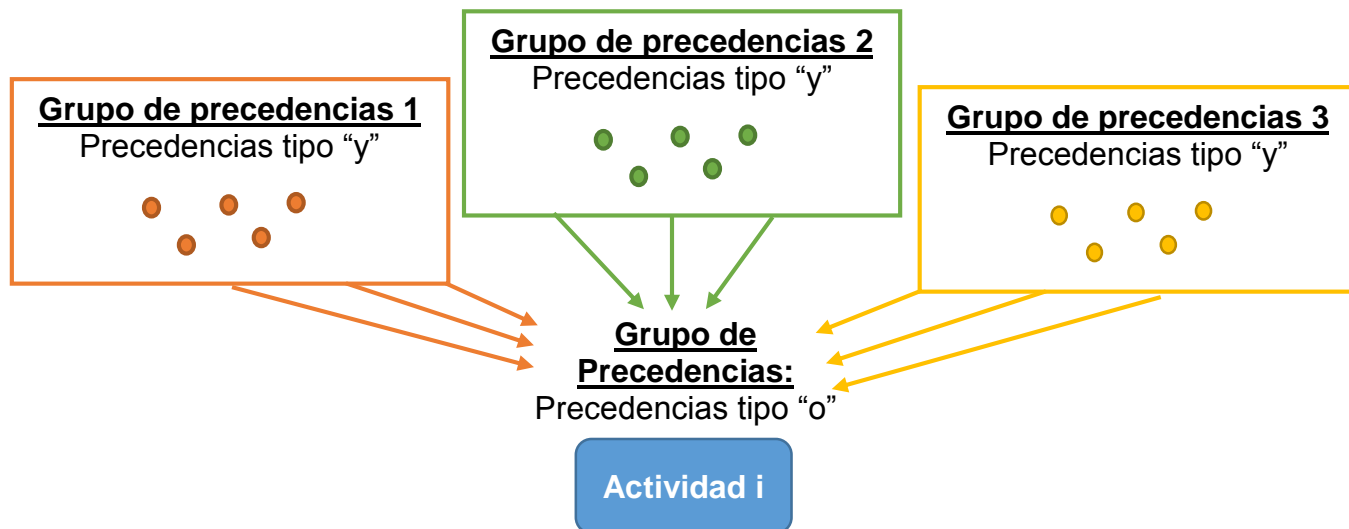 Grupo de precedencias 1
Precedencias tipo “y”
Grupo de precedencias 2
Precedencias tipo “y”
Grupo de precedencias 3
Precedencias tipo “y”
Grupo de
Precedencias:
Precedencias tipo “o”
Actividad i